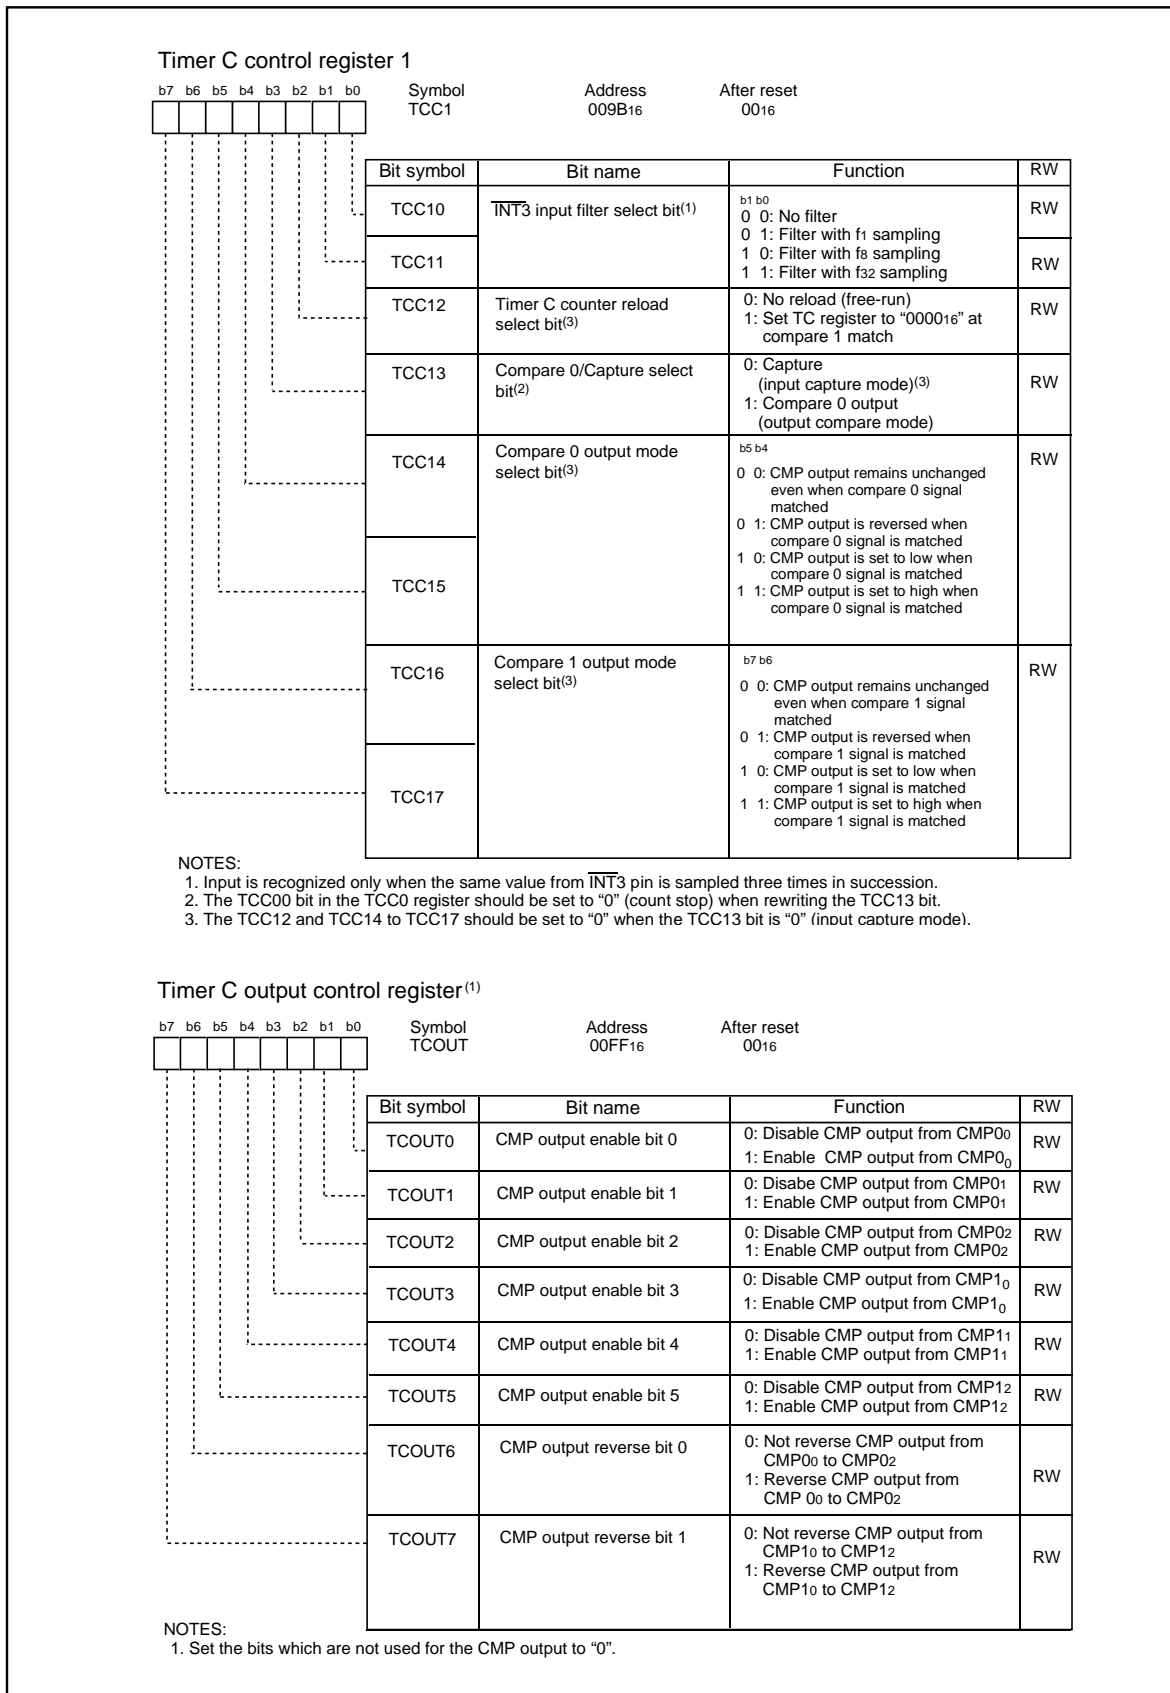 Timer C control register 1
b7 b6 b5 b4 b3 b2 b1 b0
Symbol Address After reset
TCC1 009B16 0016
Bit symbol Bit name Function RW
TCC10 INT3 input filter select bit(1) RW
b1 b0
0 0: No filter
0 1: Filter with f1 sampling
TCC11 RW
1 0: Filter with f8 sampling
1 1: Filter with f32 sampling
TCC12 Timer C counter reload select bit(3) RW
0: No reload (free-run)
1: Set TC register to “000016” at
compare 1 match
TCC13 Compare 0/Capture select
bit(2) RW
0: Capture
(input capture mode)(3)
1: Compare 0 output
(output compare mode)
TCC14 Compare 0 output mode
select bit(3) RW
b5 b4
0 0: CMP output remains unchanged
even when compare 0 signal
matched
0 1: CMP output is reversed when
compare 0 signal is matched
TCC15
1 0: CMP output is set to low when
compare 0 signal is matched
1 1: CMP output is set to high when
compare 0 signal is matched
TCC16 Compare 1 output mode
select bit(3) RW
b7 b6
0 0: CMP output remains unchanged
even when compare 1 signal
matched
0 1: CMP output is reversed when
compare 1 signal is matched
TCC17
1 0: CMP output is set to low when
compare 1 signal is matched
1 1: CMP output is set to high when
compare 1 signal is matched
NOTES:
1. Input is recognized only when the same value from INT3 pin is sampled three times in succession.
2. The TCC00 bit in the TCC0 register should be set to “0” (count stop) when rewriting the TCC13 bit.
3. The TCC12 and TCC14 to TCC17 should be set to “0” when the TCC13 bit is “0” (input capture mode).
Timer C output control register(1)
b7 b6 b5 b4 b3 b2 b1 b0
Symbol Address After reset
TCOUT 00FF16 0016
Bit symbol Bit name Function RW
TCOUT0 CMP output enable bit 0 RW
0: Disable CMP output from CMP00
1: Enable CMP output from CMP00
TCOUT1 CMP output enable bit 1 RW
0: Disabe CMP output from CMP01
1: Enable CMP output from CMP01
TCOUT2 CMP output enable bit 2 RW
0: Disable CMP output from CMP02
1: Enable CMP output from CMP02
TCOUT3 CMP output enable bit 3 RW
0: Disable CMP output from CMP10
1: Enable CMP output from CMP10
TCOUT4 CMP output enable bit 4 RW
0: Disable CMP output from CMP11
1: Enable CMP output from CMP11
TCOUT5 CMP output enable bit 5 RW
0: Disable CMP output from CMP12
1: Enable CMP output from CMP12
TCOUT6 CMP output reverse bit 0 RW
0: Not reverse CMP output from
CMP00 to CMP02
1: Reverse CMP output from
CMP 00 to CMP02
TCOUT7 CMP output reverse bit 1 RW
0: Not reverse CMP output from
CMP10 to CMP12
1: Reverse CMP output from
CMP10 to CMP12
NOTES:
1. Set the bits which are not used for the CMP output to “0”.